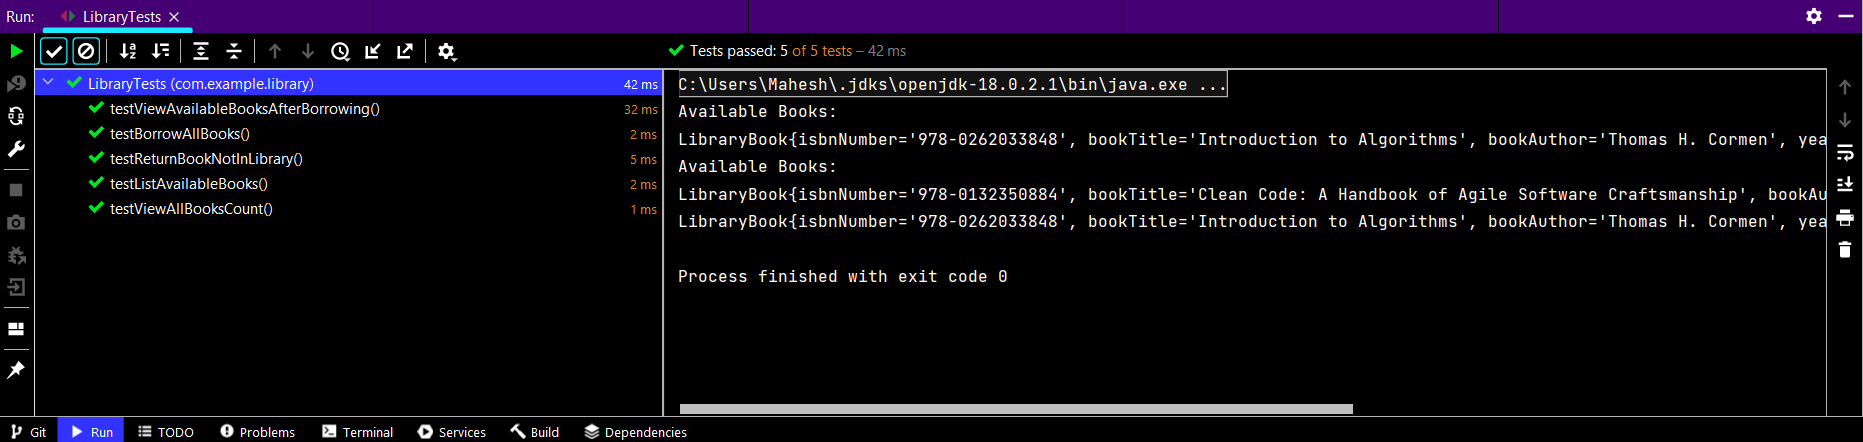 Run: LibraryTests
Tests passed: 5 of 5 tests – 42 ms
LibraryTests (com.example.library) 42 ms
testViewAvailableBooksAfterBorrowing() 32 ms
testBorrowAllBooks() 2 ms
testReturnBookNotInLibrary() 5 ms
testListAvailableBooks() 2 ms
testViewAllBooksCount() 1 ms
C:\Users\Mahesh\.jdks\openjdk-18.0.2.1\bin\java.exe ...
Available Books:
LibraryBook{isbnNumber='978-0262033848', bookTitle='Introduction to Algorithms', bookAuthor='Thomas H. Cormen', yea
Available Books:
LibraryBook{isbnNumber='978-0132350884', bookTitle='Clean Code: A Handbook of Agile Software Craftsmanship', bookAu
LibraryBook{isbnNumber='978-0262033848', bookTitle='Introduction to Algorithms', bookAuthor='Thomas H. Cormen', yea
Process finished with exit code 0
Git Run TODO Problems Terminal Services Build Dependencies